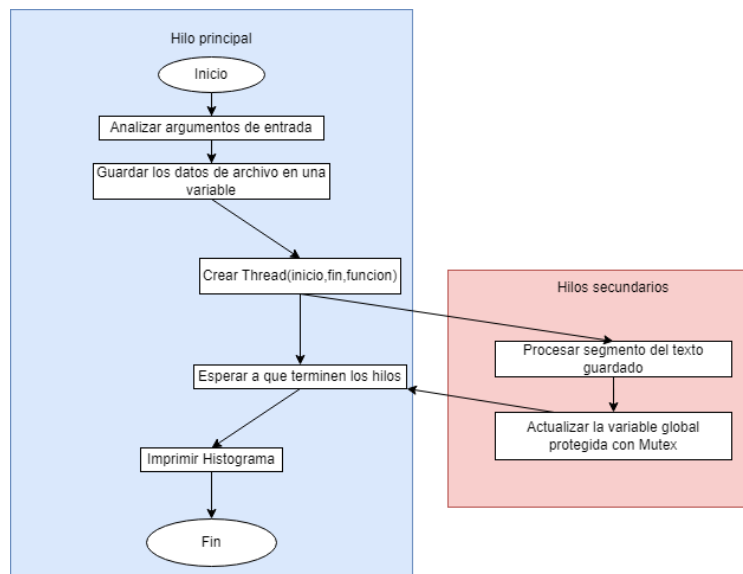 Hilo principal
Inicio
Analizar argumentos de entrada
Guardar los datos de archivo en una
variable
Crear Thread(inicio,fin,funcion)
Esperar a que terminen los hilos
Imprimir Histograma
Fin
Hilos secundarios
Procesar segmento del texto
guardado
Actualizar la variable global
protegida con Mutex